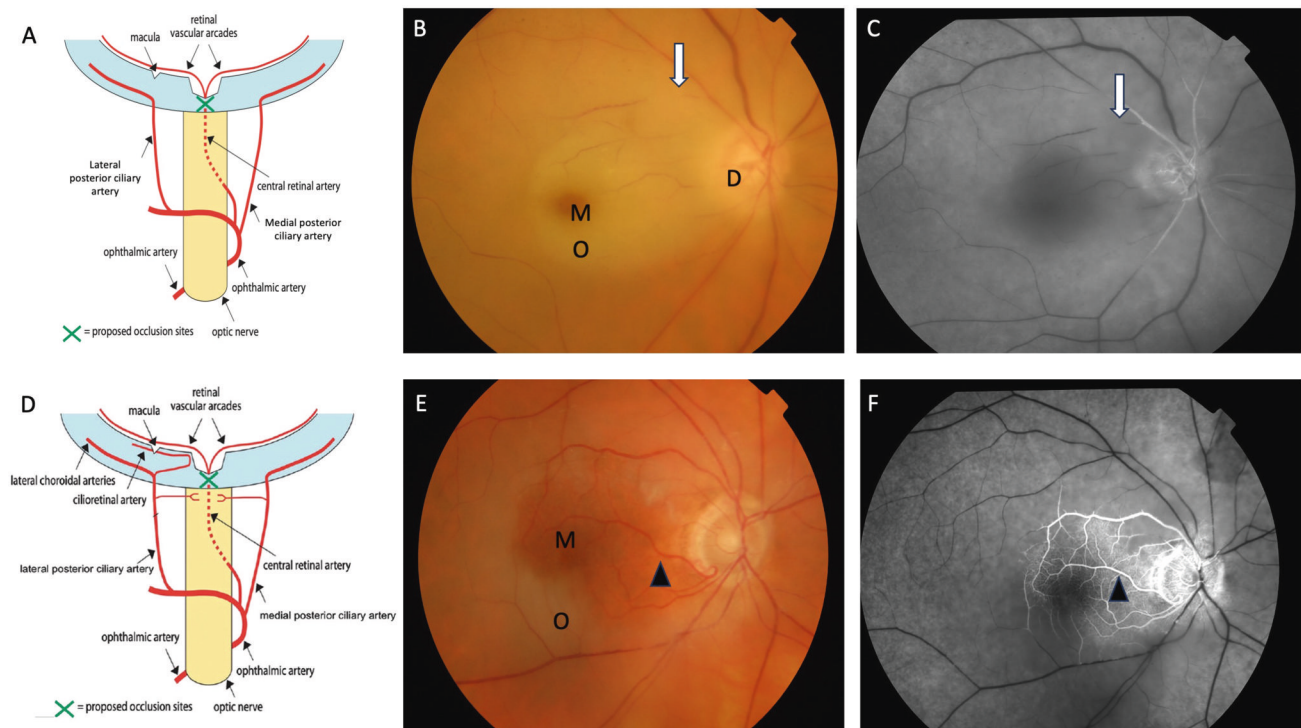 A
retinal
vascular arcades
macula
Lateral
posterior ciliary
artery
central retinal artery
Medial posterior
ciliary artery
ophthalmic artery
ophthalmic artery
X = proposed occlusion sites
optic nerve
B
D
M
O
C
D
retinal
vascular arcades
macula
lateral choroidal arteries
cilioretinal artery
central retinal artery
lateral posterior ciliary artery
medial posterior ciliary artery
ophthalmic artery
ophthalmic artery
optic nerve
X = proposed occlusion sites
E
M
O
F